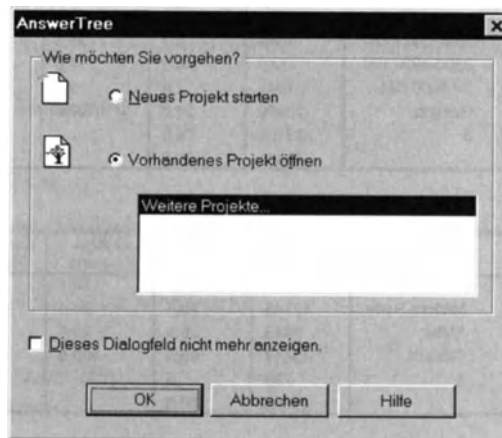 AnswerTree
Wie möchten Sie vorgehen?
Neues Projekt starten
Vorhandenes Projekt öffnen
Weitere Projekte...
Dieses Dialogfeld nicht mehr anzeigen.
OK
Abbrechen
Hilfe